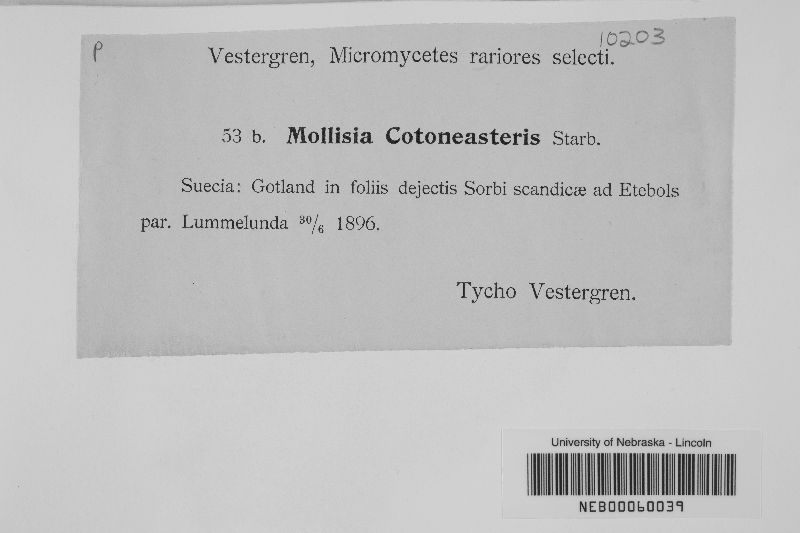 P
10203
Vestergren, Micromycetes rariores selecti.
53 b. Mollisia Cotoneasteris Starb.
Suecia: Gotland in foliis dejectis Sorbi scandicæ ad Etebols
par. Lummelunda 30/6 1896.
Tycho Vestergren.
University of Nebraska - Lincoln
NEB00060039